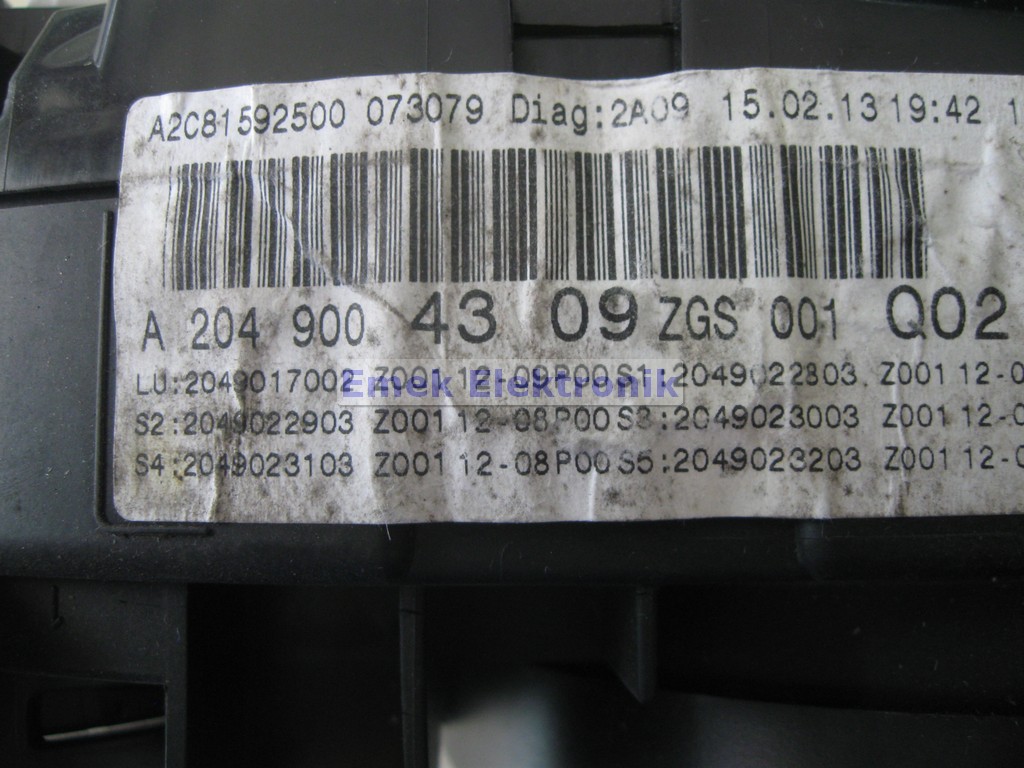 A2C81592500 073079 Diag:2A09 15.02.13 19:42 1
A 204 900 43 09 ZGS 001 Q02
LU:2049017002 Z001 12-08P00 S1:2049022803 Z001 12-0
Emek Elektronik
S2:2049022903 Z001 12-08P00 S3:2049023003 Z001 12-0
S4:2049023103 Z001 12-08P00 S5:2049023203 Z001 12-0